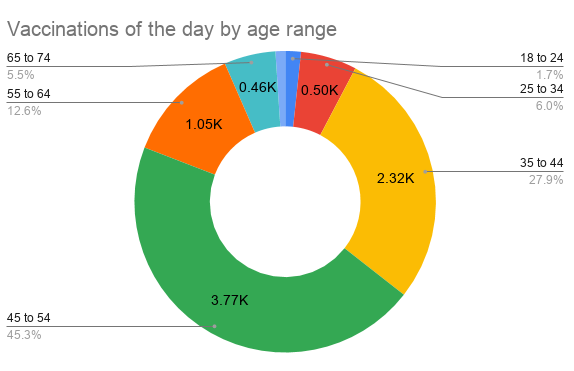 Vaccinations of the day by age range
65 to 74
5.5%
55 to 64
12.6%
45 to 54
45.3%
18 to 24
1.7%
25 to 34
6.0%
35 to 44
27.9%
0.46K
0.50K
1.05K
2.32K
3.77K